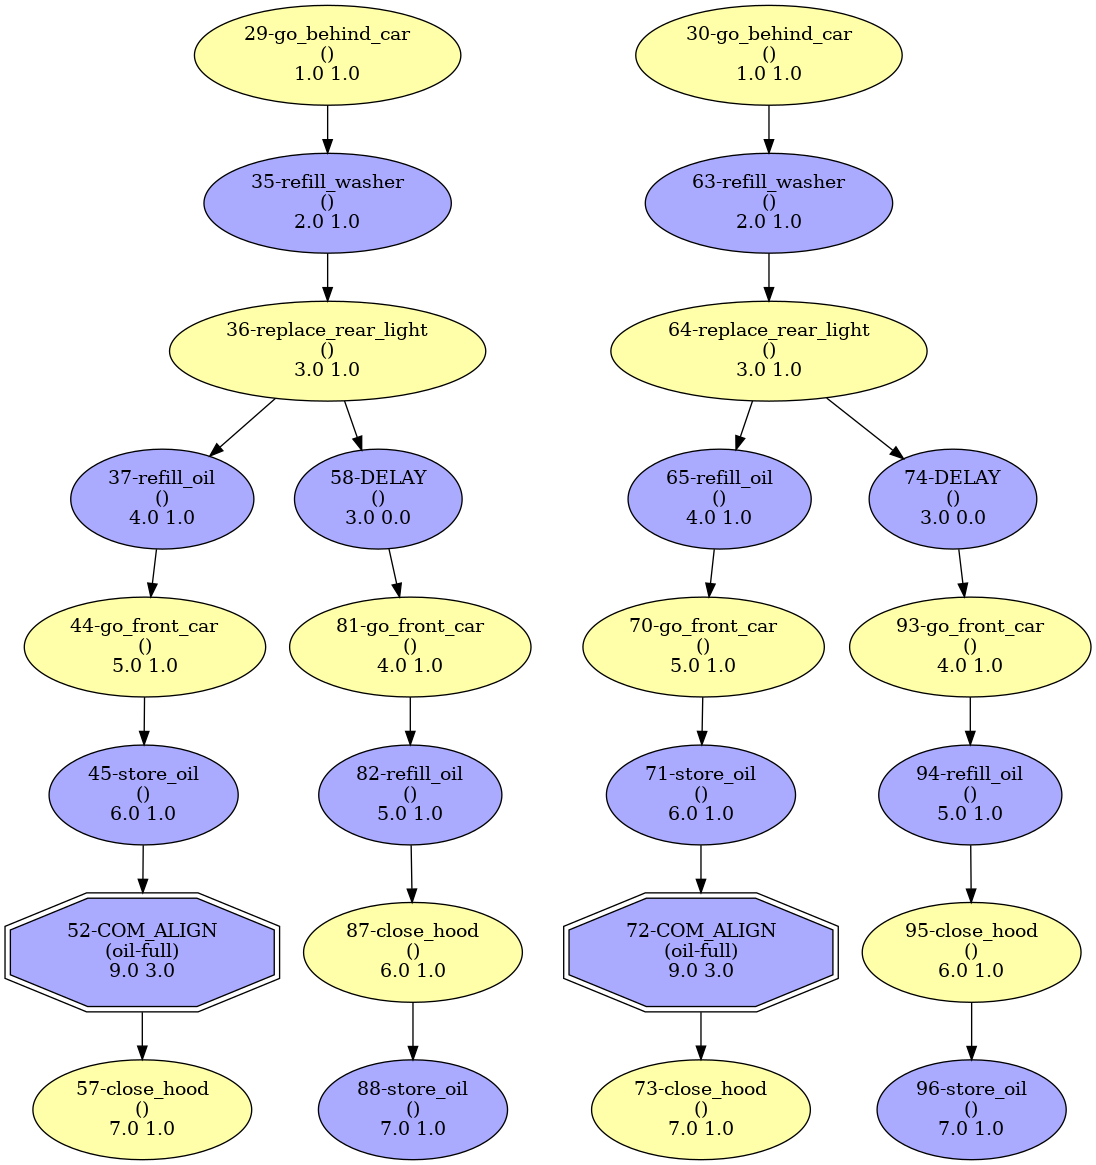 29-go_behind_car
()
1.0 1.0
30-go_behind_car
()
1.0 1.0
35-refill_washer
()
2.0 1.0
63-refill_washer
()
2.0 1.0
36-replace_rear_light
()
3.0 1.0
64-replace_rear_light
()
3.0 1.0
37-refill_oil
()
4.0 1.0
58-DELAY
()
3.0 0.0
65-refill_oil
()
4.0 1.0
74-DELAY
()
3.0 0.0
44-go_front_car
()
5.0 1.0
81-go_front_car
()
4.0 1.0
70-go_front_car
()
5.0 1.0
93-go_front_car
()
4.0 1.0
45-store_oil
()
6.0 1.0
82-refill_oil
()
5.0 1.0
71-store_oil
()
6.0 1.0
94-refill_oil
()
5.0 1.0
52-COM_ALIGN
(oil-full)
9.0 3.0
87-close_hood
()
6.0 1.0
72-COM_ALIGN
(oil-full)
9.0 3.0
95-close_hood
()
6.0 1.0
57-close_hood
()
7.0 1.0
88-store_oil
()
7.0 1.0
73-close_hood
()
7.0 1.0
96-store_oil
()
7.0 1.0